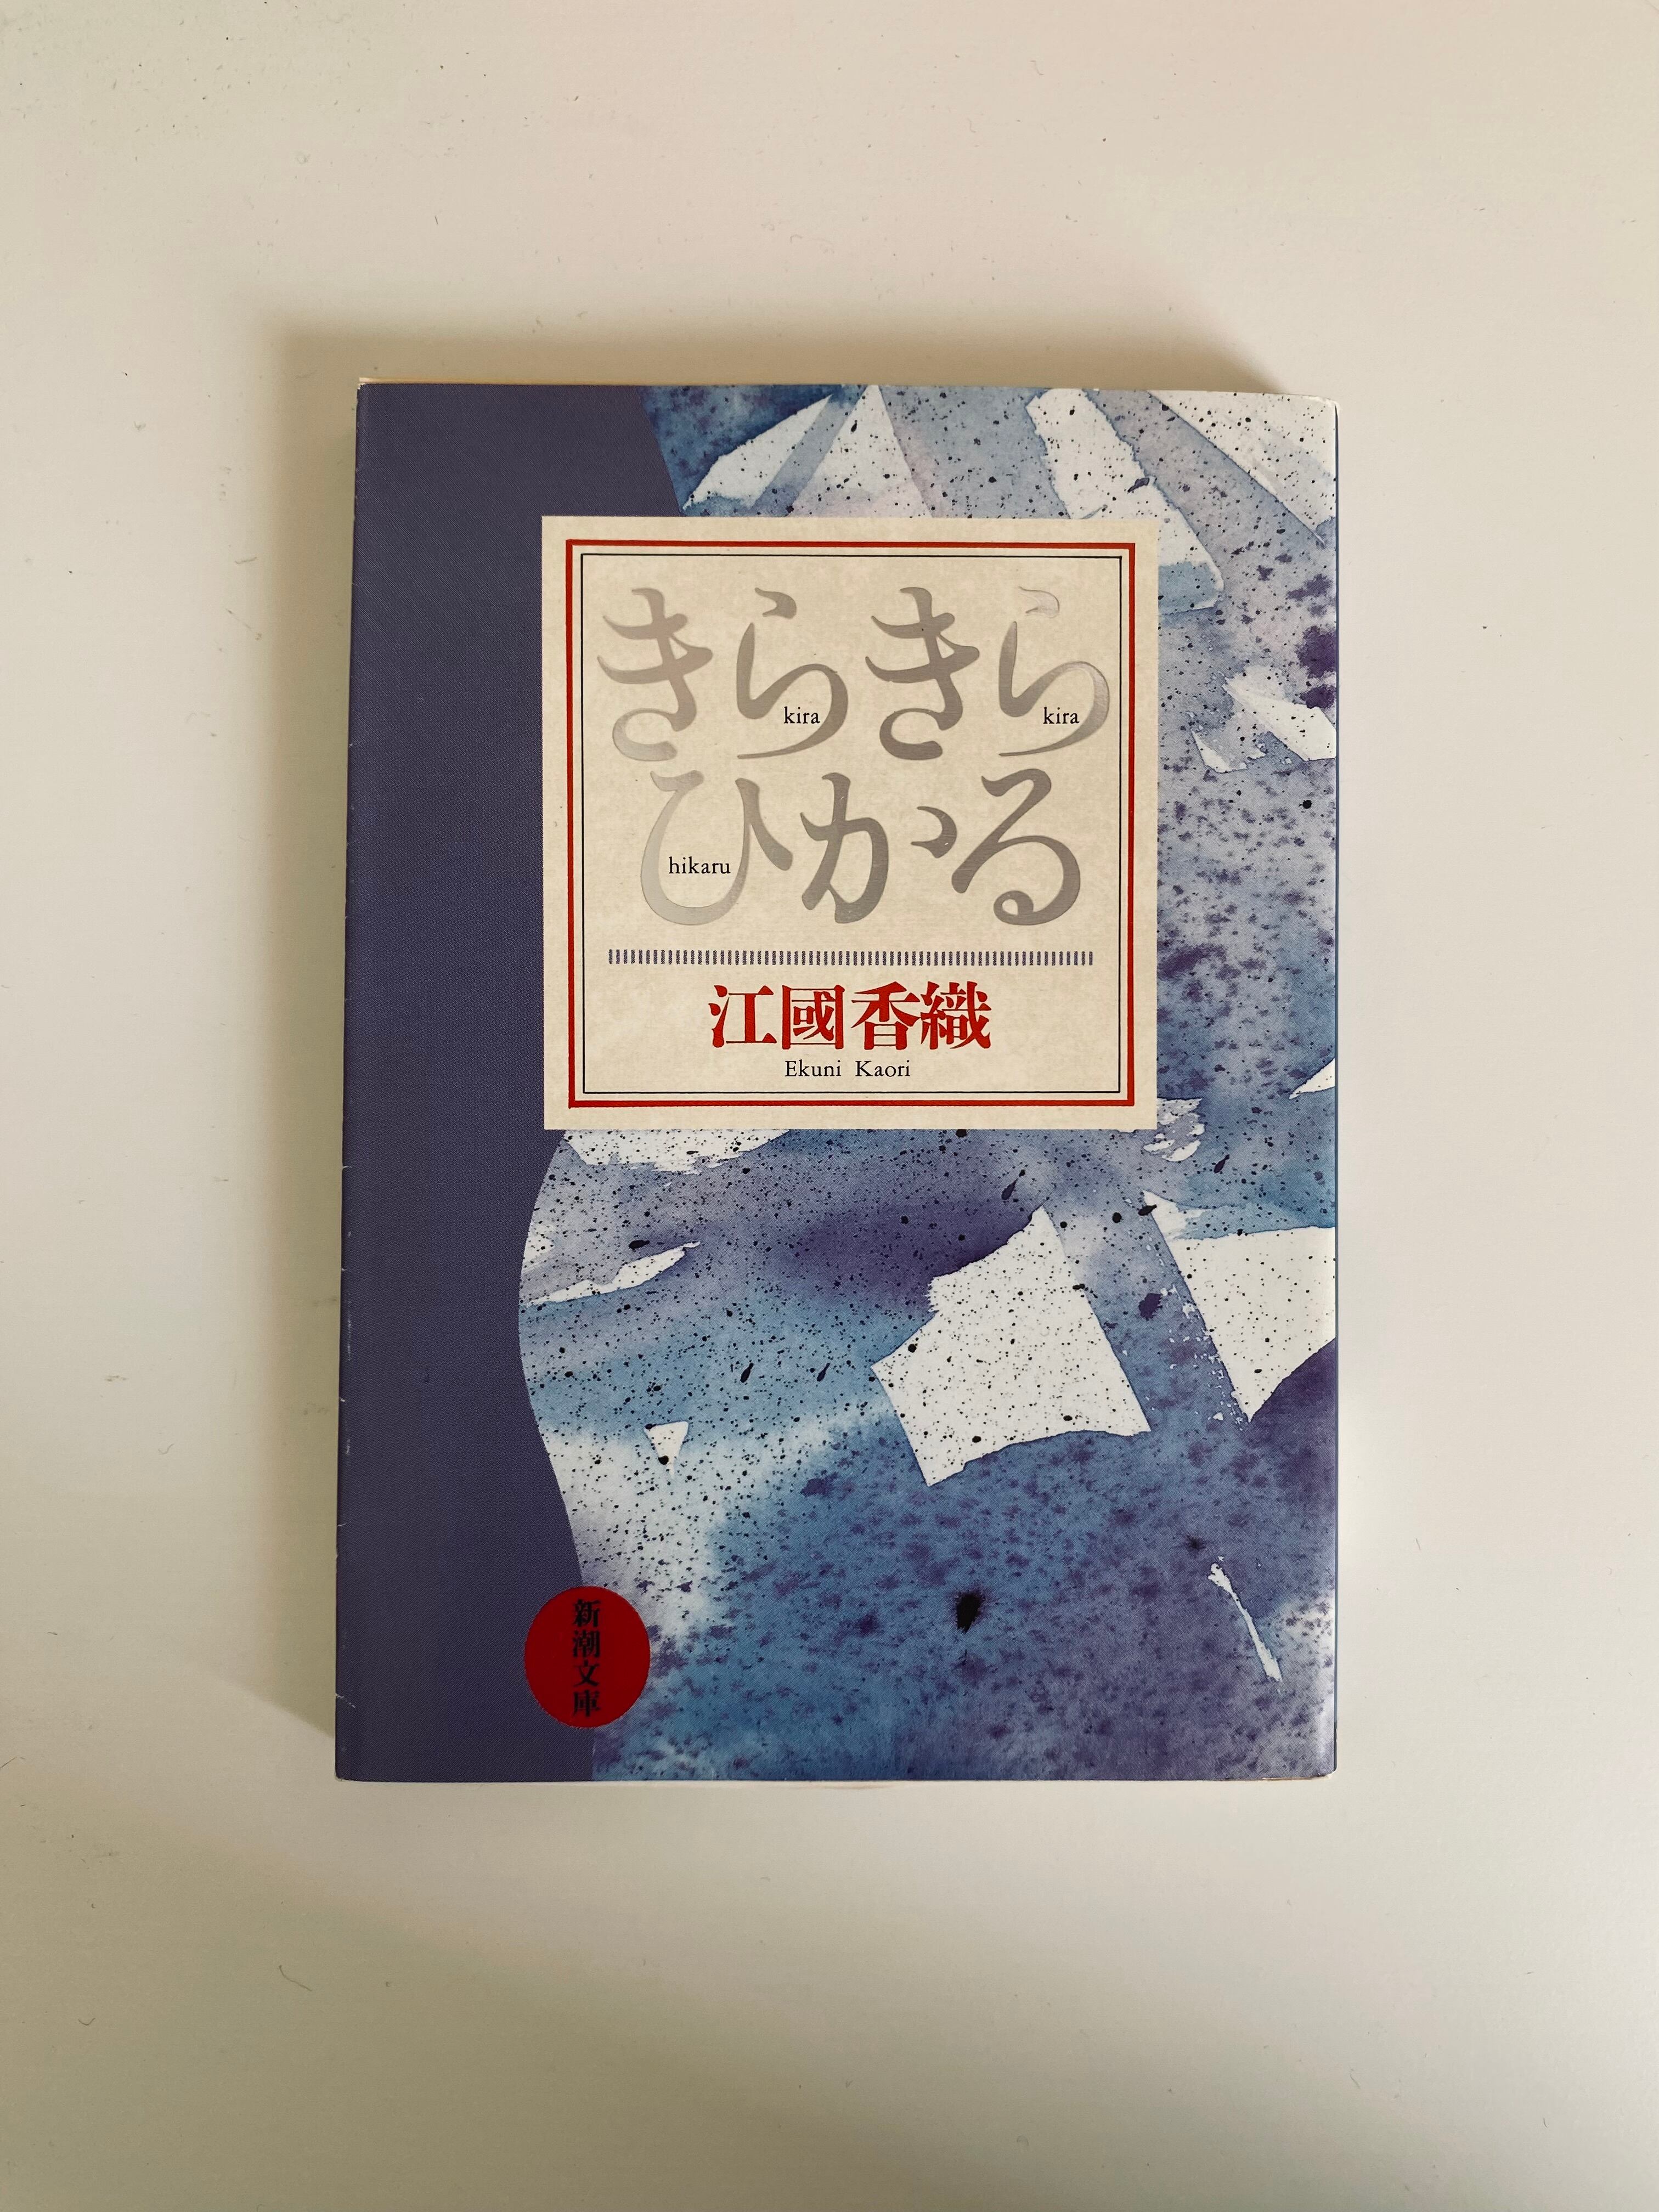 きらきら
kira kira
ひかる
hikaru
江國香織
Ekuni Kaori
新潮文庫